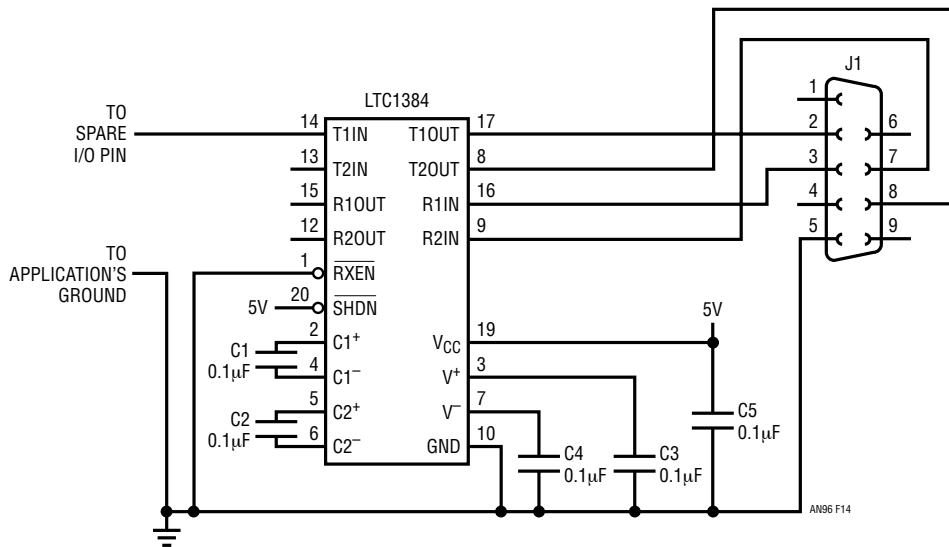 LTC1384
J1
TO
SPARE
I/O PIN
14 T1IN T1OUT 17
13 T2IN T2OUT 8
15 R1OUT R1IN 16
12 R2OUT R2IN 9
TO
APPLICATION'S
GROUND
1 RXEN
5V 20 SHDN
2 C1+ VCC 19
4 C1− V+ 3
5 C2+ V− 7
6 C2− GND 10
C1
0.1µF
C2
0.1µF
5V
C4
0.1µF
C3
0.1µF
C5
0.1µF
1
2
3
4
5
6
7
8
9
AN96 F14